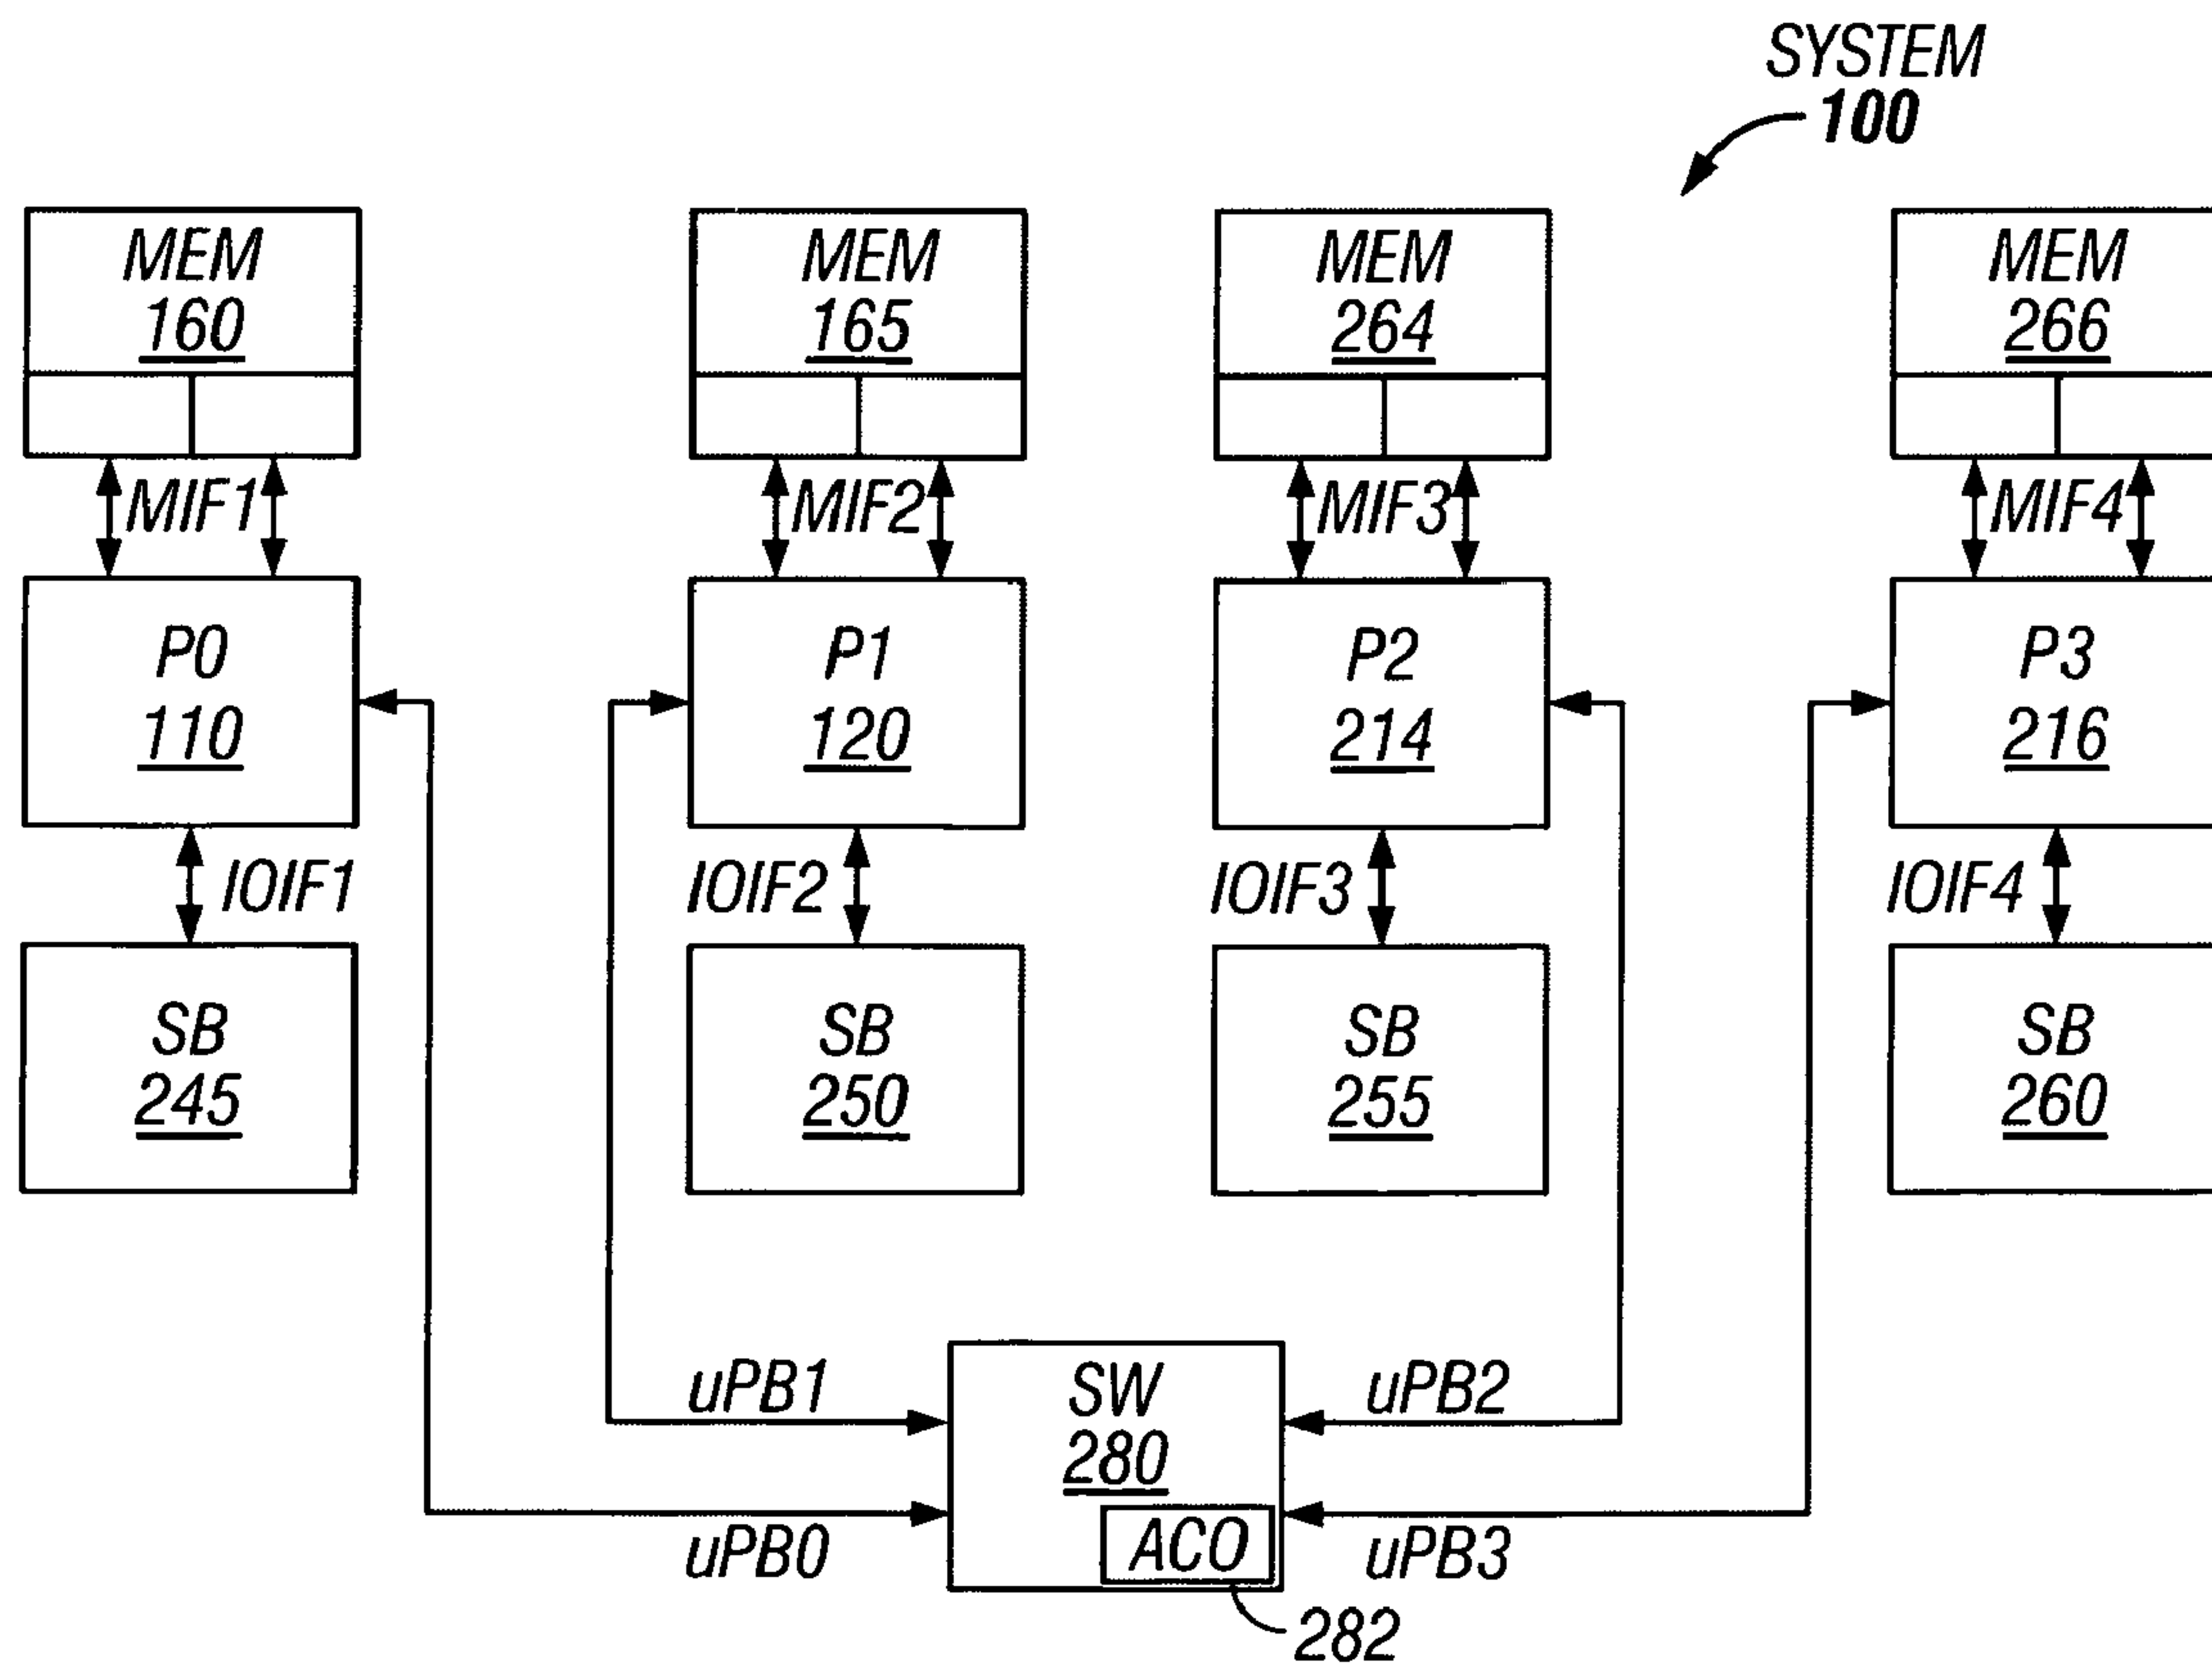 SYSTEM
100
MEM
160
MEM
165
MEM
264
MEM
266
MIF1
MIF2
MIF3
MIF4
P0
110
P1
120
P2
214
P3
216
IOIF1
IOIF2
IOIF3
IOIF4
SB
245
SB
250
SB
255
SB
260
uPB1
SW
280
uPB2
uPB0
ACO
uPB3
282